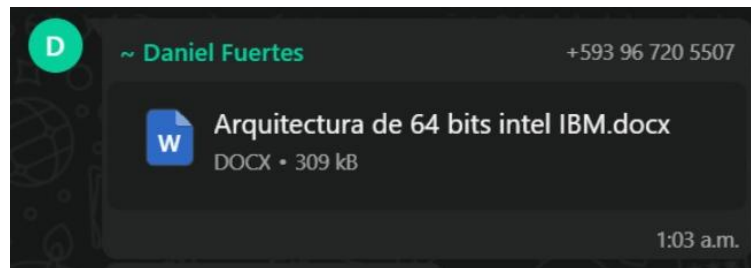 D
~ Daniel Fuertes +593 96 720 5507
W
Arquitectura de 64 bits intel IBM.docx
DOCX • 309 kB
1:03 a.m.